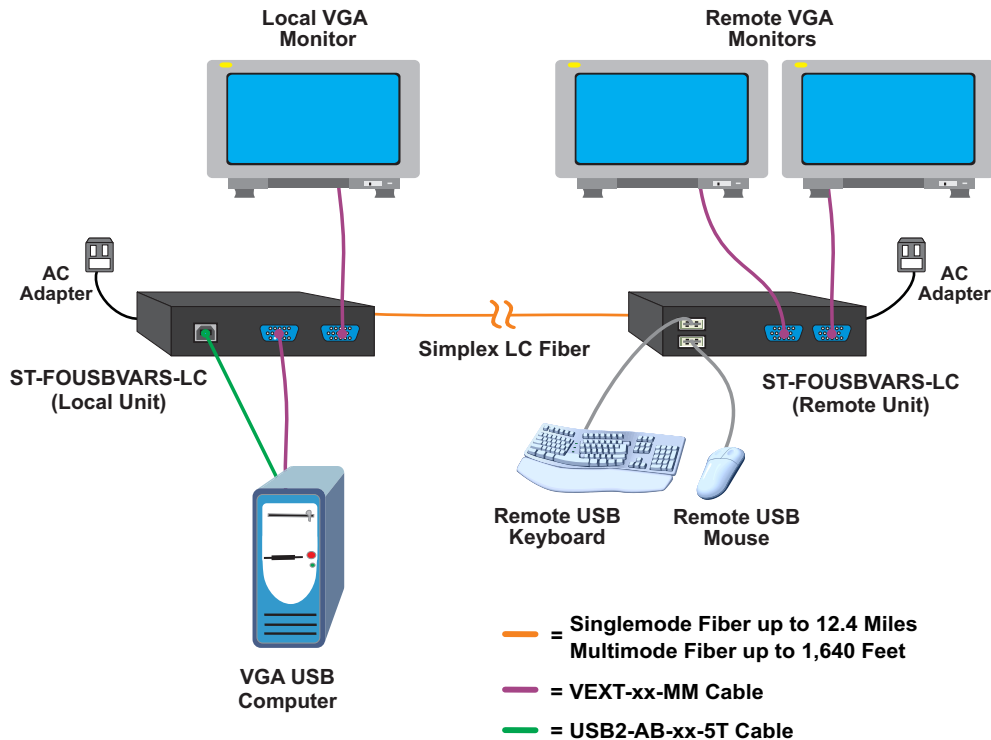 Local VGA
Monitor
Remote VGA
Monitors
AC
Adapter
AC
Adapter
Simplex LC Fiber
ST-FOUSBVARS-LC
(Local Unit)
ST-FOUSBVARS-LC
(Remote Unit)
Remote USB
Keyboard
Remote USB
Mouse
VGA USB
Computer
= Singlemode Fiber up to 12.4 Miles
Multimode Fiber up to 1,640 Feet
= VEXT-xx-MM Cable
= USB2-AB-xx-5T Cable